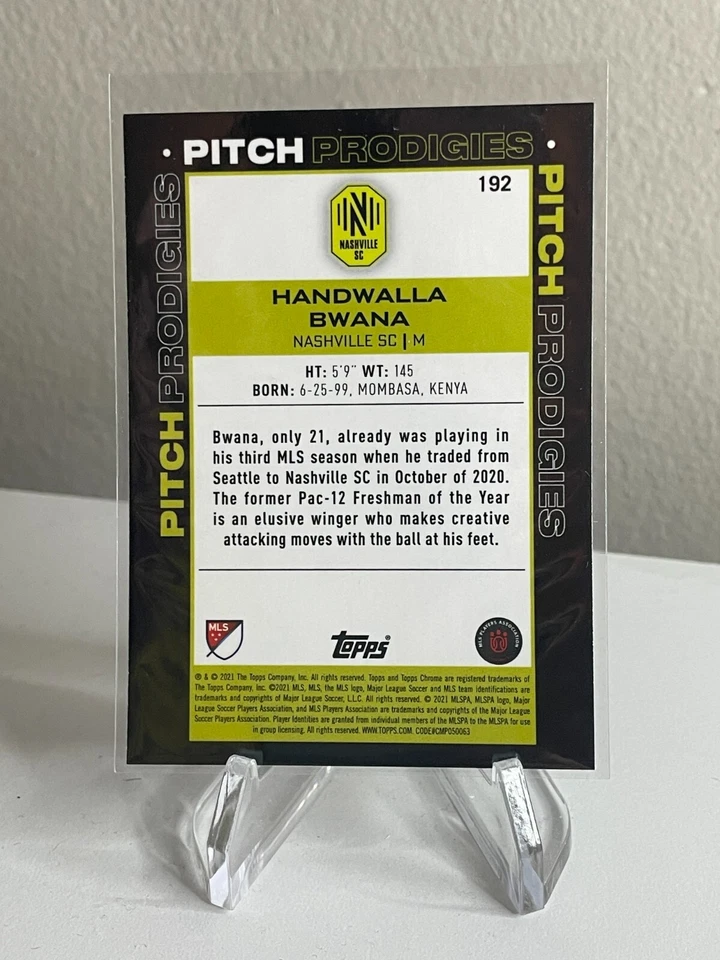 • PITCH PRODIGIES •
PITCH PRODIGIES
PITCH PRODIGIES
192
N
NASHVILLE
SC
HANDWALLA
BWANA
NASHVILLE SC | M
HT: 5'9" WT: 145
BORN: 6-25-99, MOMBASA, KENYA
Bwana, only 21, already was playing in
his third MLS season when he traded from
Seattle to Nashville SC in October of 2020.
The former Pac-12 Freshman of the Year
is an elusive winger who makes creative
attacking moves with the ball at his feet.
MLS
Topps
MLS PLAYERS ASSOCIATION
® & © 2021 The Topps Company, Inc. All rights reserved. Topps and Topps Chrome are registered trademarks of
The Topps Company, Inc. ©2021 MLS, MLS, the MLS logo, Major League Soccer and MLS team identifications are
trademarks and copyrights of Major League Soccer, L.L.C. All rights reserved. © 2021 MLSPA, MLSPA logo, Major
League Soccer Players Association, and MLS Players Association are trademarks and copyrights of the Major League
Soccer Players Association. Player Identities are granted from individual members of the MLSPA to the MLSPA for use
in group licensing. All rights reserved. WWW.TOPPS.COM. CODE#CMP050063